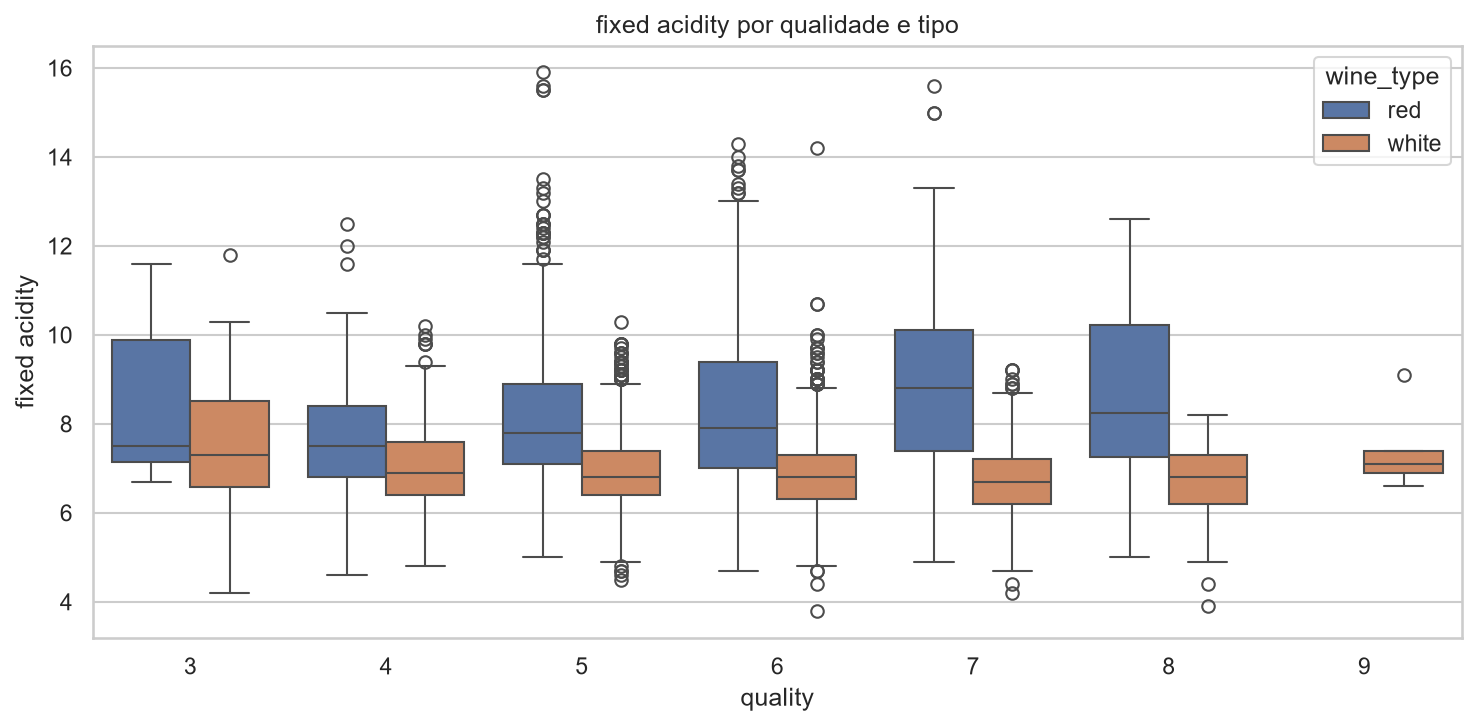 fixed acidity por qualidade e tipo
wine_type
red
white
16
14
12
10
8
6
4
fixed acidity
3 4 5 6 7 8 9
quality